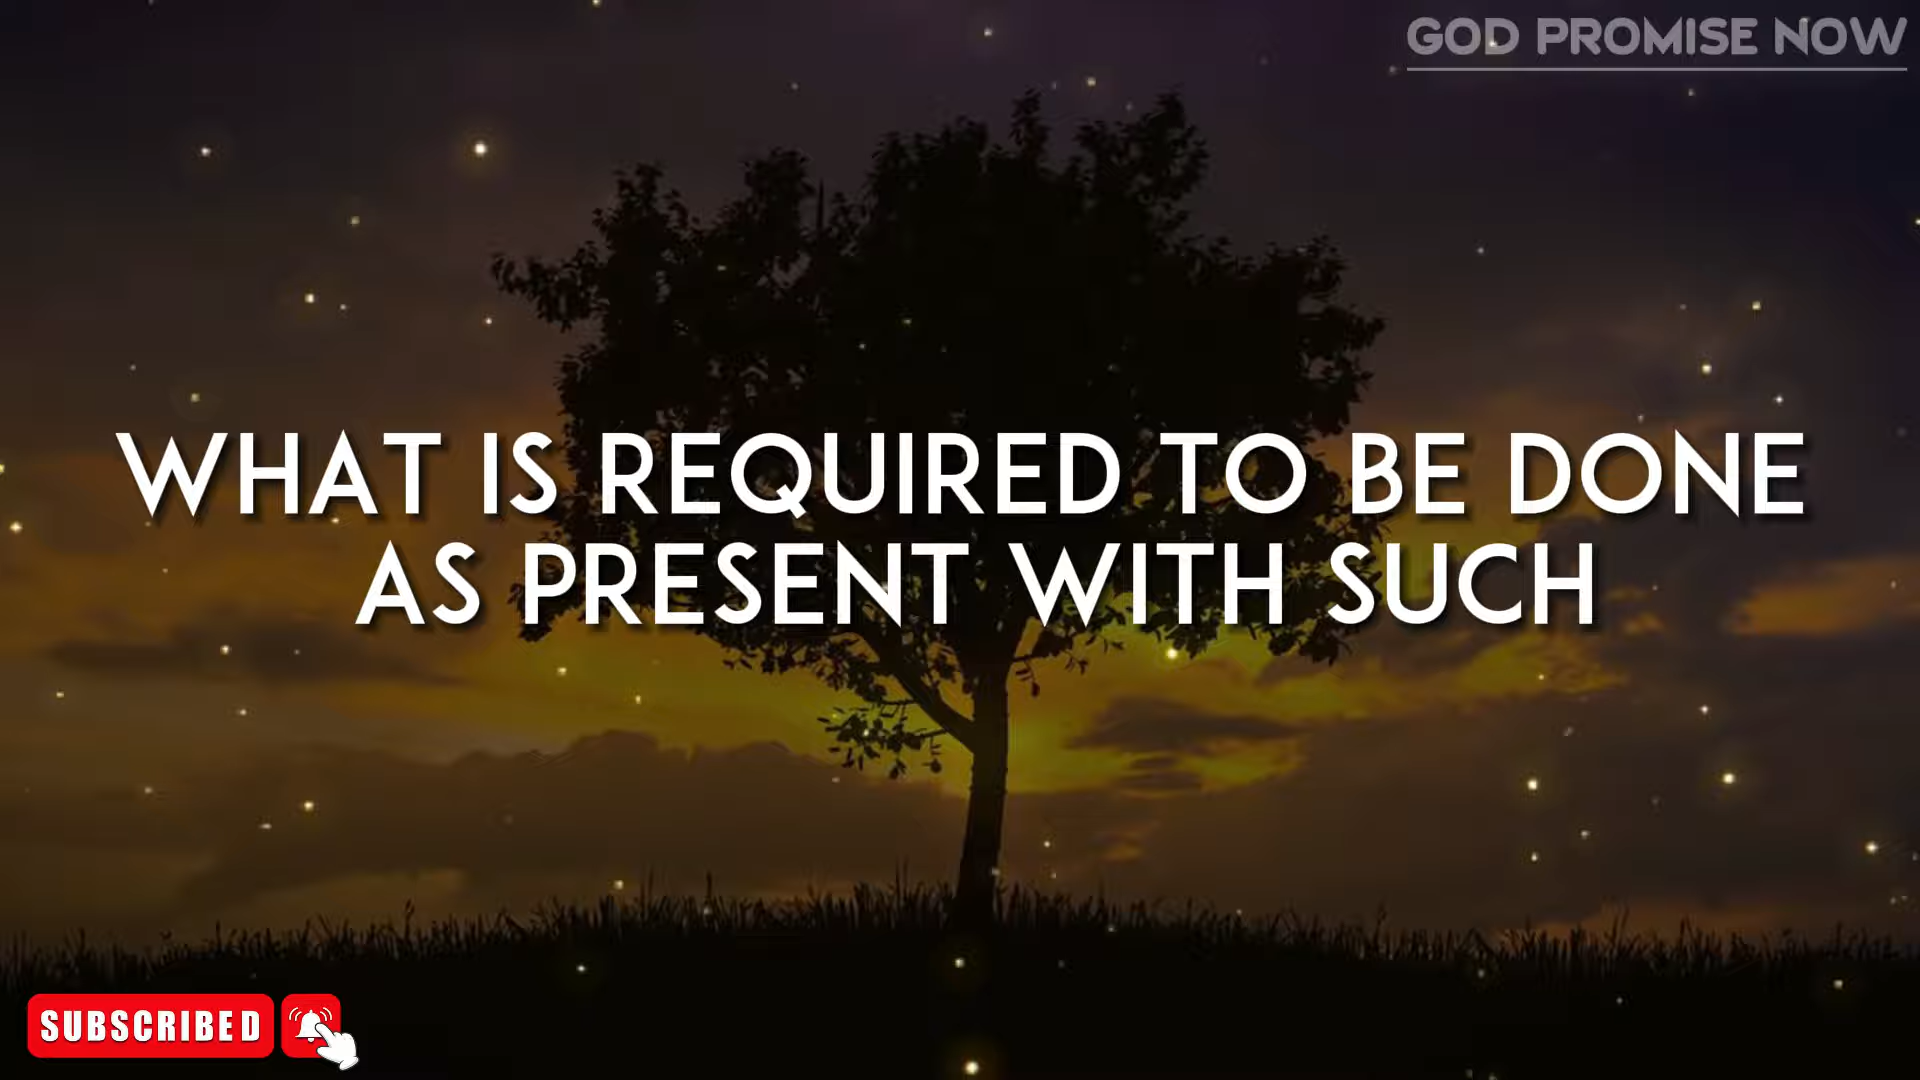 GOD PROMISE NOW
WHAT IS REQUIRED TO BE DONE
AS PRESENT WITH SUCH
SUBSCRIBED